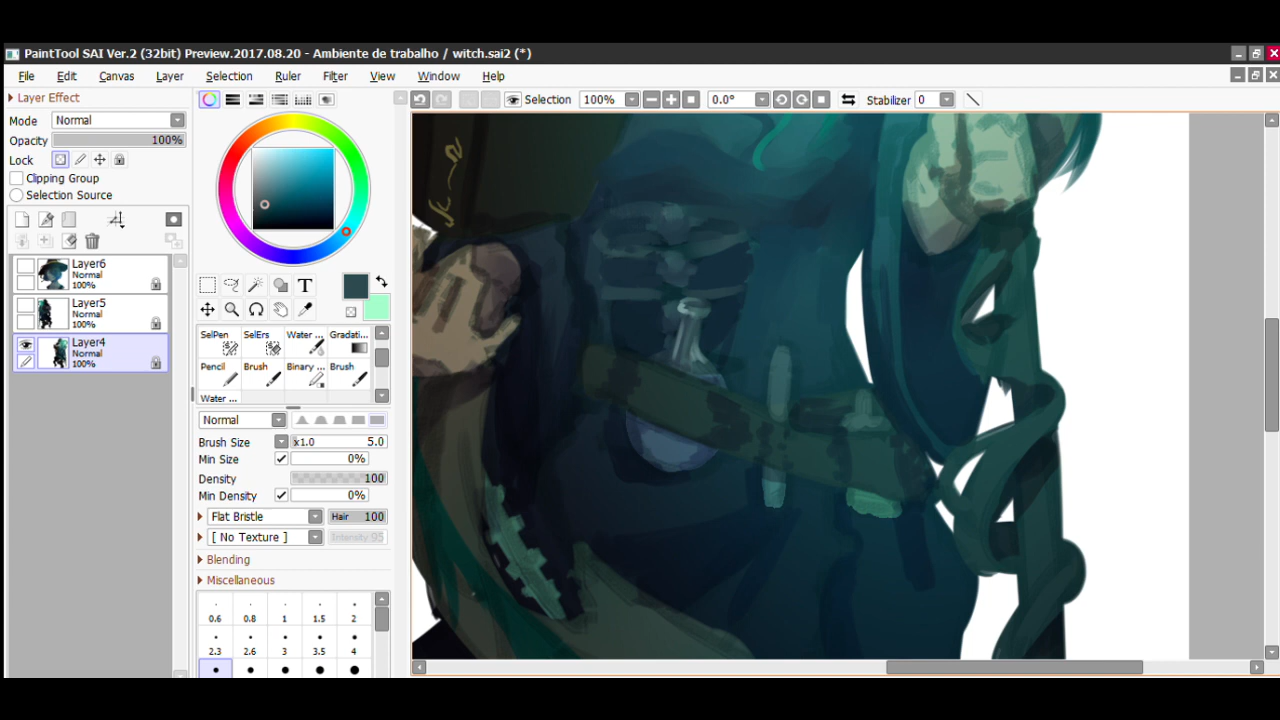 PaintTool SAI Ver.2 (32bit) Preview.2017.08.20 - Ambiente de trabalho / witch.sai2 (*)
File Edit Canvas Layer Selection Ruler Filter View Window Help
Layer Effect
Selection 100% 0.0° Stabilizer 0
Mode Normal
Opacity 100%
Lock
Clipping Group
Selection Source
Layer6
Normal
100%
Layer5
Normal
100%
Layer4
Normal
100%
T
SelPen SelErs Water ... Gradati...
Pencil Brush Binary ... Brush
Water ...
Normal
Brush Size x1.0 5.0
Min Size 0%
Density 100
Min Density 0%
Flat Bristle Hair 100
[ No Texture ] Intensity 95
Blending
Miscellaneous
0.6 0.8 1 1.5 2
2.3 2.6 3 3.5 4